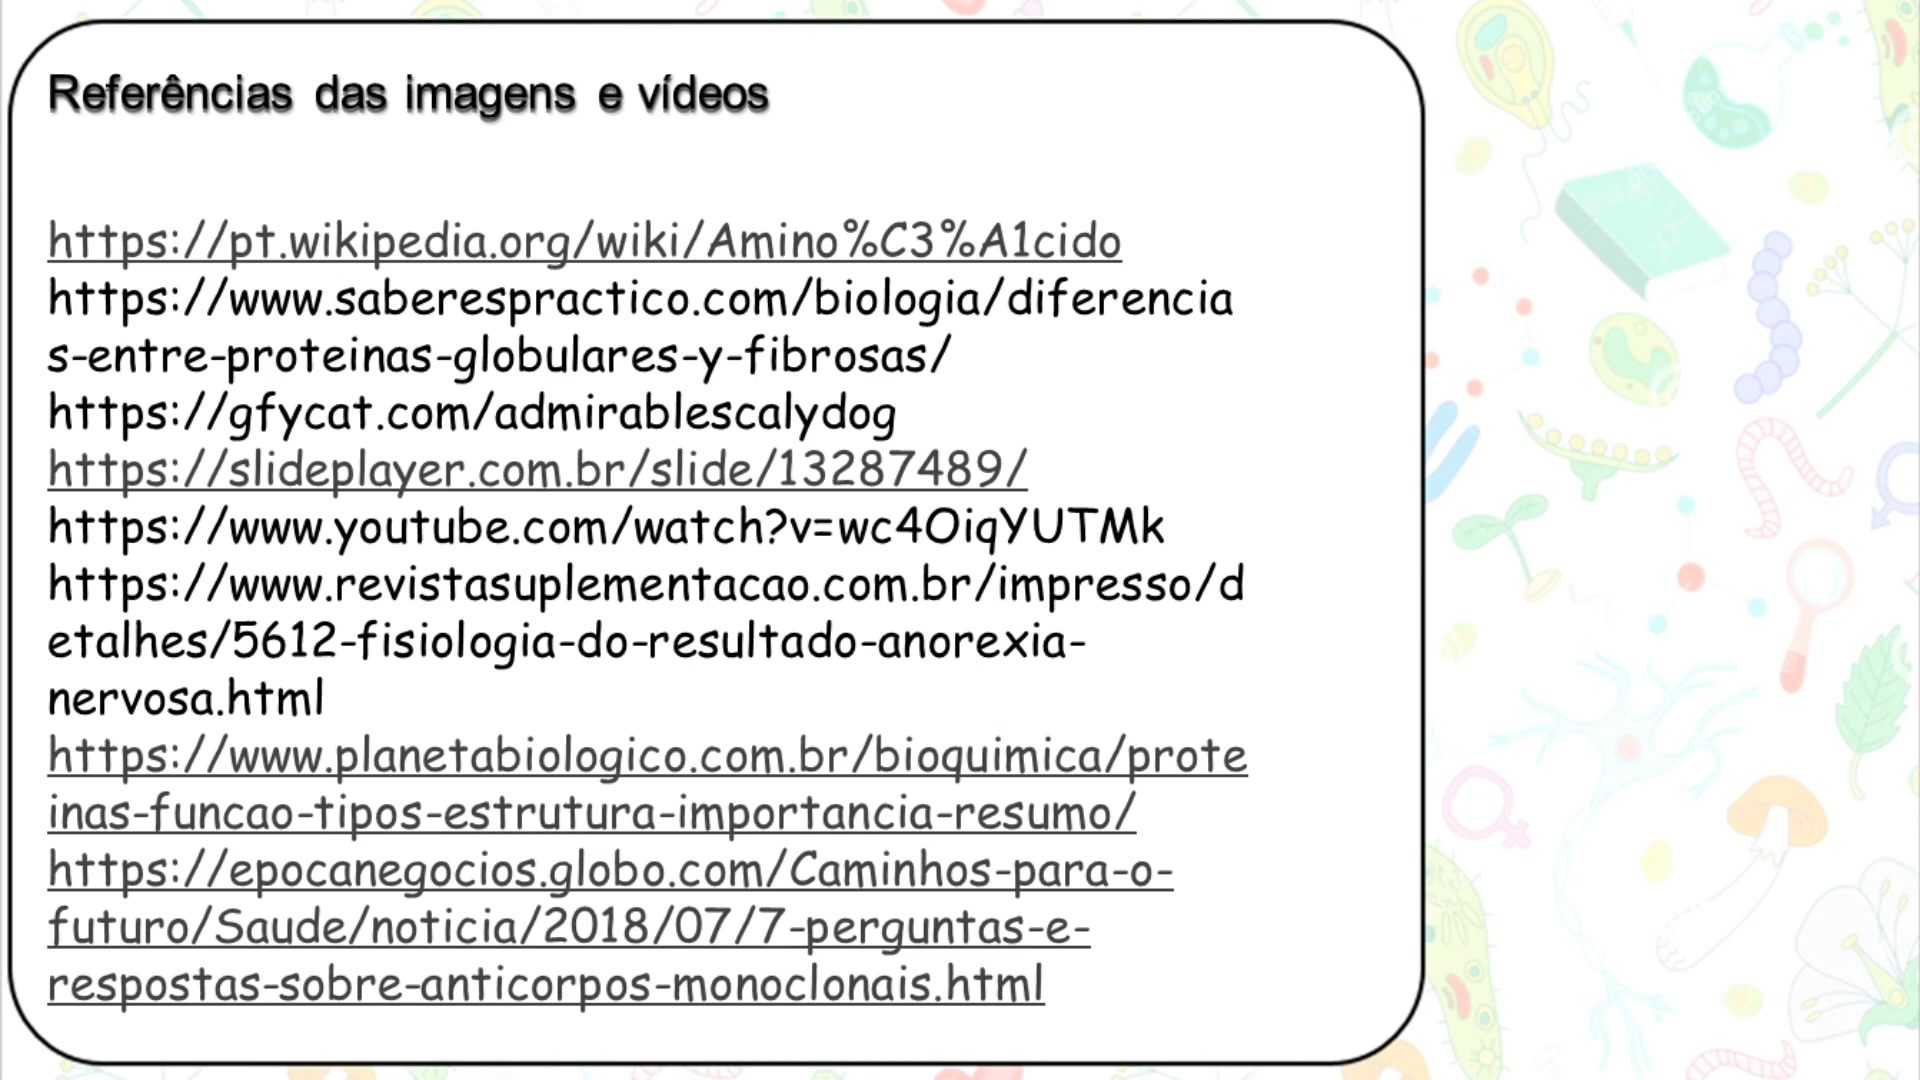 Referências das imagens e vídeos
https://pt.wikipedia.org/wiki/Amino%C3%A1cido
https://www.saberespractico.com/biologia/diferencia
s-entre-proteinas-globulares-y-fibrosas/
https://gfycat.com/admirablescalydog
https://slideplayer.com.br/slide/13287489/
https://www.youtube.com/watch?v=wc4OiqYUTMk
https://www.revistasuplementacao.com.br/impresso/d
etalhes/5612-fisiologia-do-resultado-anorexia-
nervosa.html
https://www.planetabiologico.com.br/bioquimica/prote
inas-funcao-tipos-estrutura-importancia-resumo/
https://epocanegocios.globo.com/Caminhos-para-o-
futuro/Saude/noticia/2018/07/7-perguntas-e-
respostas-sobre-anticorpos-monoclonais.html